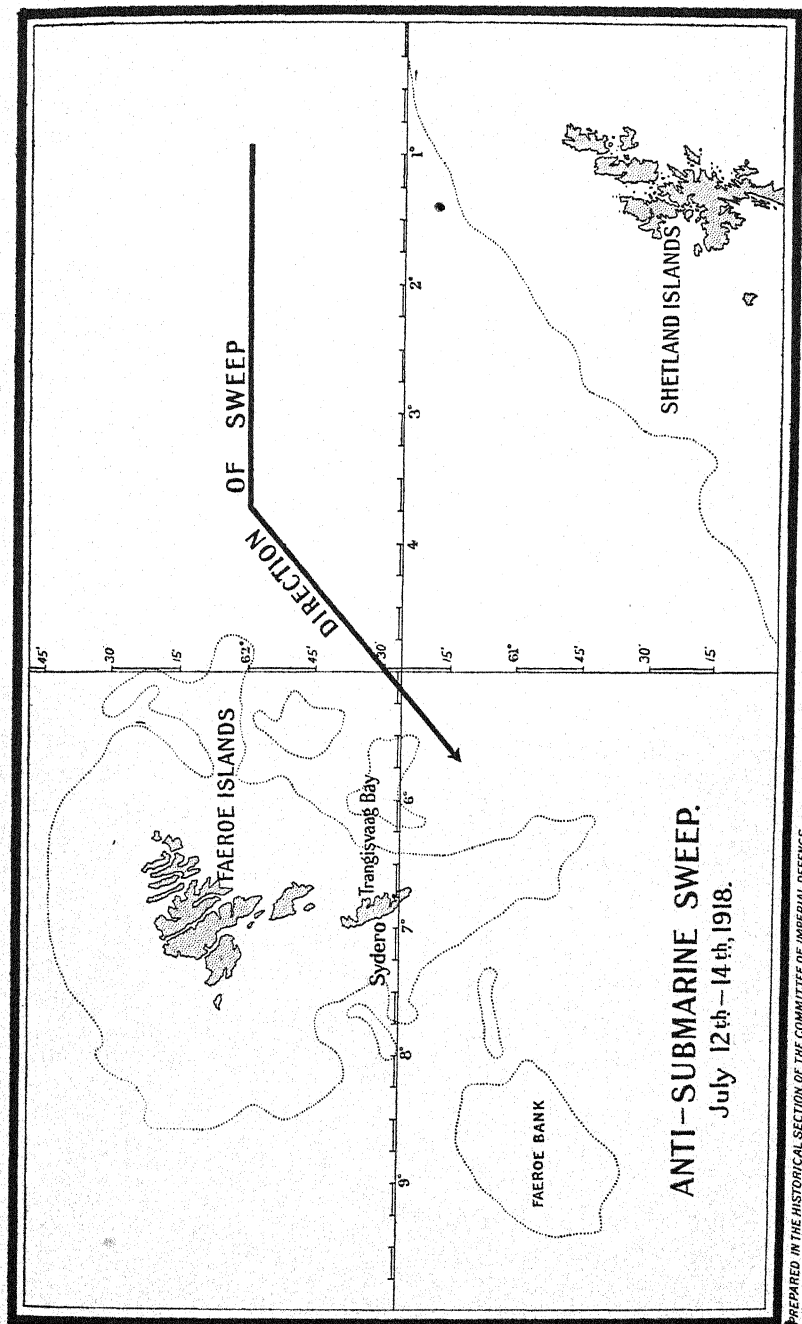 45'
30'
15'
62°
45'
30'
15'
61°
45'
30'
15'
FAEROE ISLANDS
DIRECTION OF SWEEP
Trangisvaag Bay
Sydero
9°
8°
7°
6°
4
3°
2°
1°
FAEROE BANK
SHETLAND ISLANDS
ANTI-SUBMARINE SWEEP.
July 12th–14th, 1918.
PREPARED IN THE HISTORICAL SECTION OF THE COMMITTEE OF IMPERIAL DEFENCE